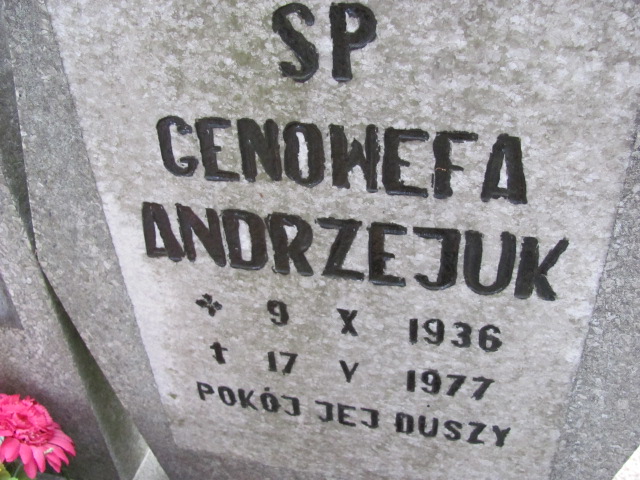 SP
GENOWEFA
ANDRZEJUK
* 9 X 1936
† 17 V 1977
POKÓJ JEJ DUSZY